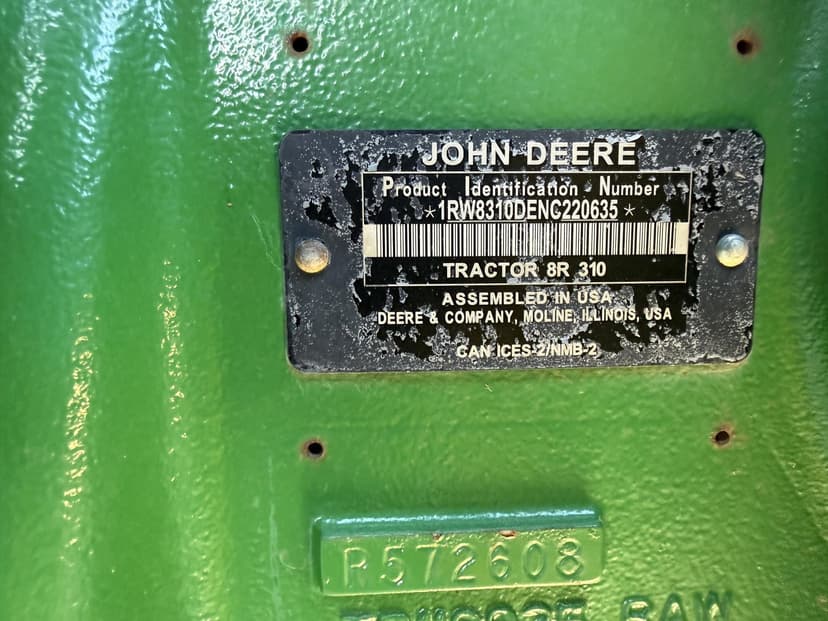 JOHN DEERE
Product Identification Number
*1RW8310DENC220635*
TRACTOR 8R 310
ASSEMBLED IN USA
DEERE & COMPANY, MOLINE, ILLINOIS, USA
CAN ICES-2/NMB-2
R572608
RAW